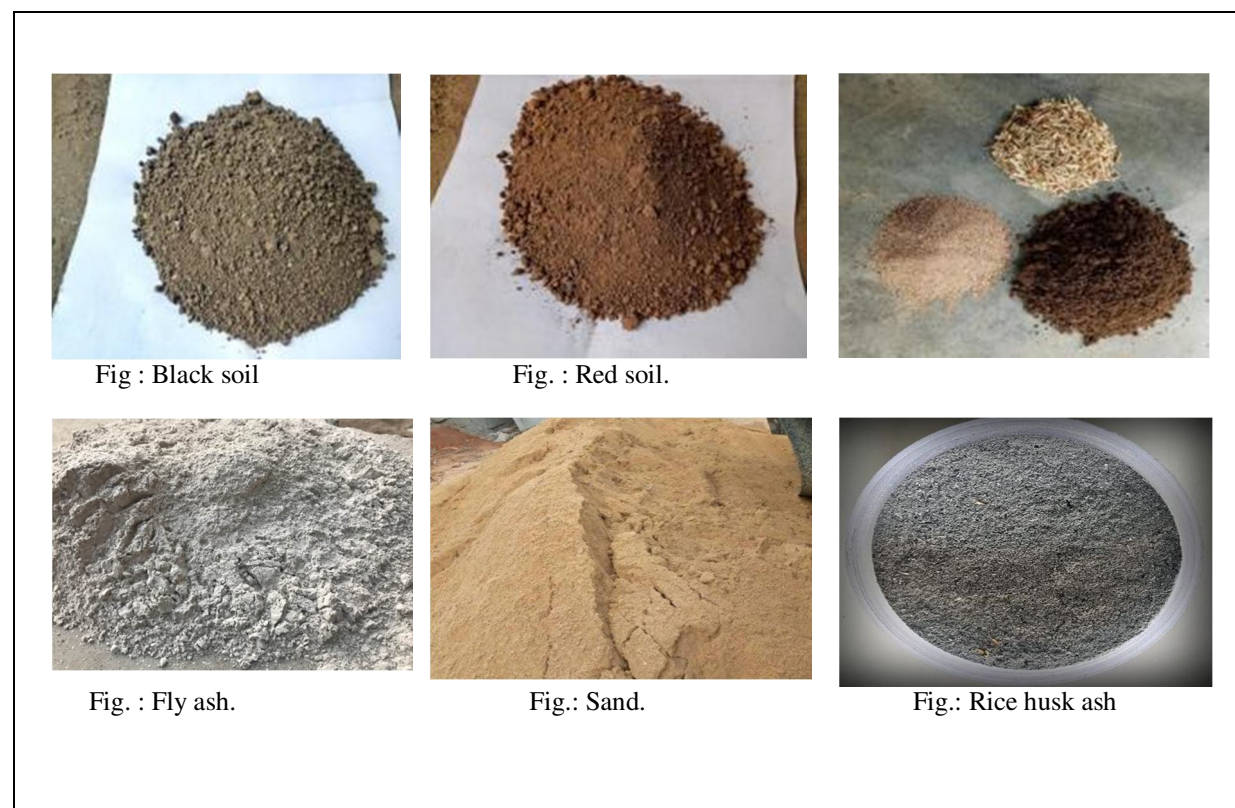 Fig : Black soil
Fig. : Red soil.
Fig. : Fly ash.
Fig.: Sand.
Fig.: Rice husk ash